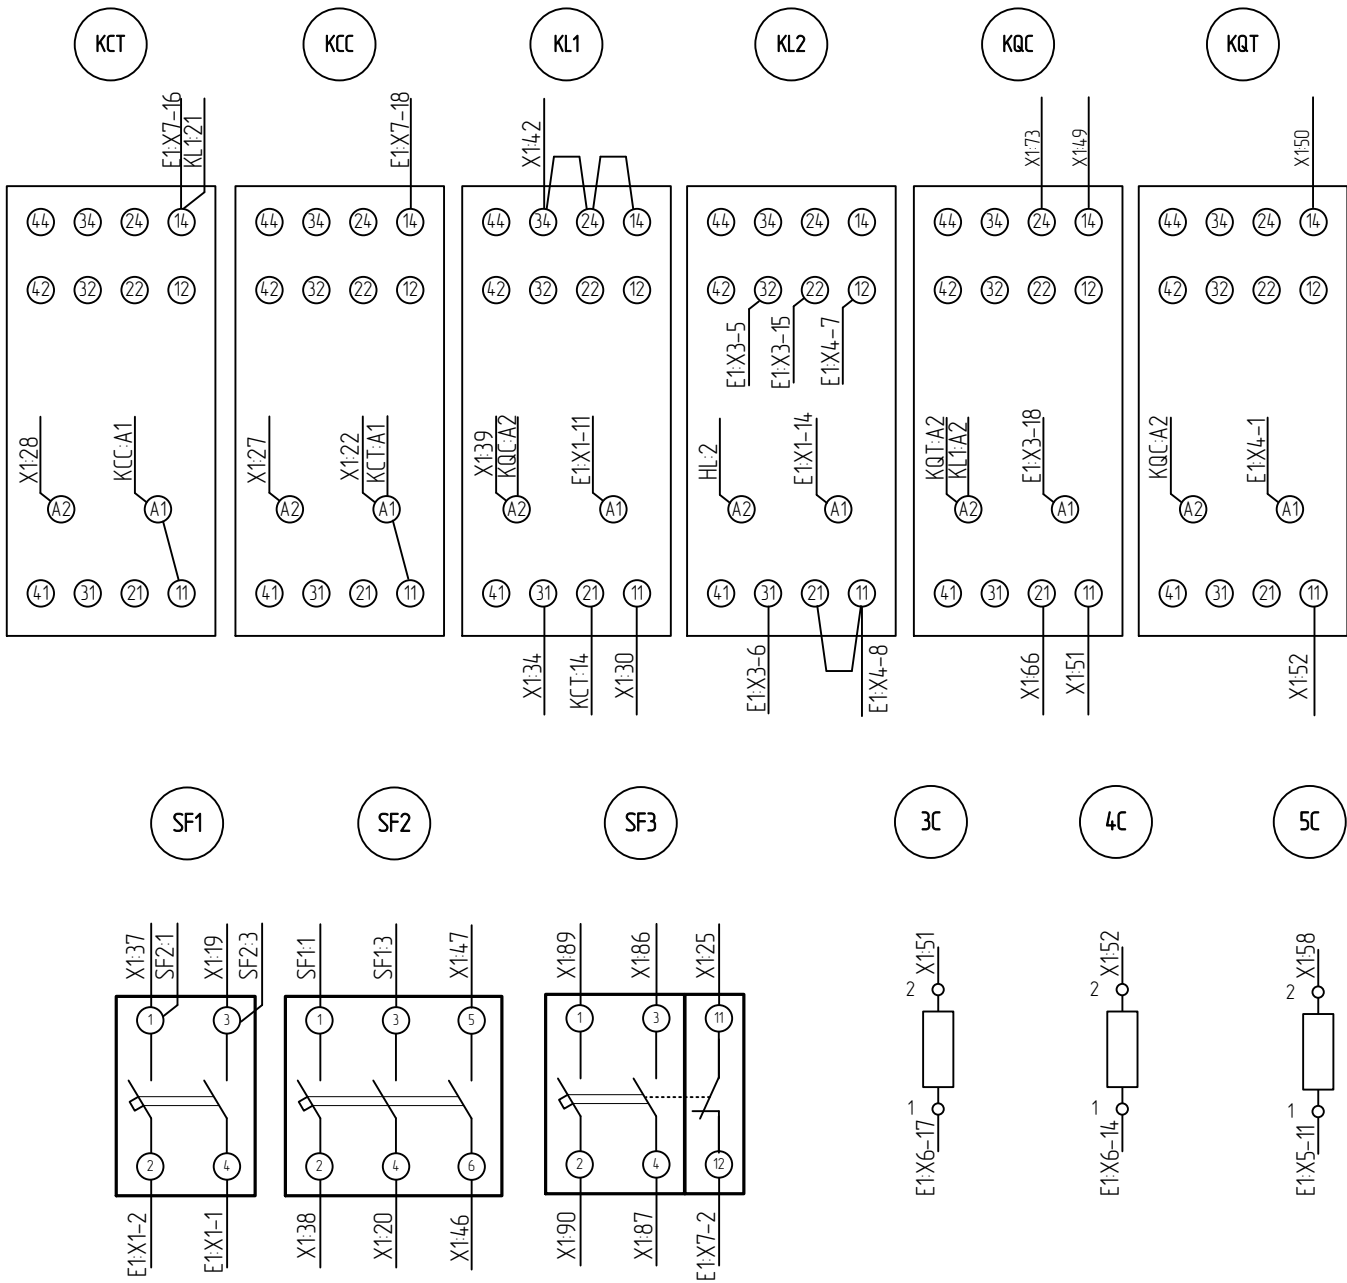 KCT KCC KL1 KL2 KQC KQT
E1:X7-16 KL1:21 E1:X7-18 X1:42 X1:73 X1:49 X1:50
44 34 24 14 44 34 24 14 44 34 24 14 44 34 24 14 44 34 24 14 44 34 24 14
42 32 22 12 42 32 22 12 42 32 22 12 42 32 22 12 42 32 22 12 42 32 22 12
E1:X3-5 E1:X3-15 E1:X4-7
X1:28 KCC:A1 X1:27 X1:22 KCT:A1 X1:39 KQC:A2 E1:X1-11 HL:2 E1:X1-14 KQT:A2 KL1:A2 E1:X3-18 KQC:A2 E1:X4-1
A2 A1 A2 A1 A2 A1 A2 A1 A2 A1 A2 A1
41 31 21 11 41 31 21 11 41 31 21 11 41 31 21 11 41 31 21 11 41 31 21 11
X1:34 KCT:14 X1:30 E1:X3-6 E1:X4-8 X1:66 X1:51 X1:52
SF1 SF2 SF3 3C 4C 5C
X1:37 SF2:1 X1:19 SF2:3 SF1:1 SF1:3 X1:47 X1:89 X1:86 X1:25 X1:51 X1:52 X1:58
2 2 2
1 3 1 3 5 1 3 11
1 1 1
2 4 2 4 6 2 4 12
E1:X6-17 E1:X6-14 E1:X5-11
E1:X1-2 E1:X1-1 X1:38 X1:20 X1:46 X1:90 X1:87 E1:X7-2